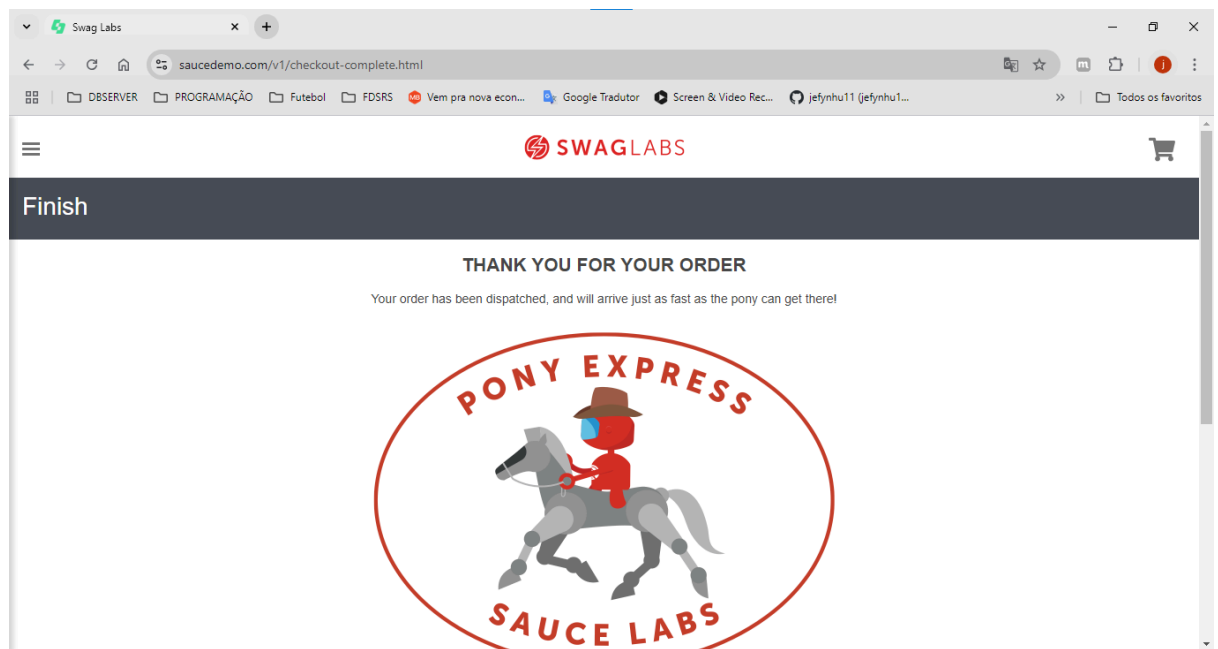 Swag Labs
saucedemo.com/v1/checkout-complete.html
DBSERVER PROGRAMAÇÃO Futebol FDSRS Vem pra nova econ... Google Tradutor Screen & Video Rec... jefynhu11 (jefynhu1... Todos os favoritos
SWAGLABS
Finish
THANK YOU FOR YOUR ORDER
Your order has been dispatched, and will arrive just as fast as the pony can get there!
PONY EXPRESS
SAUCE LABS